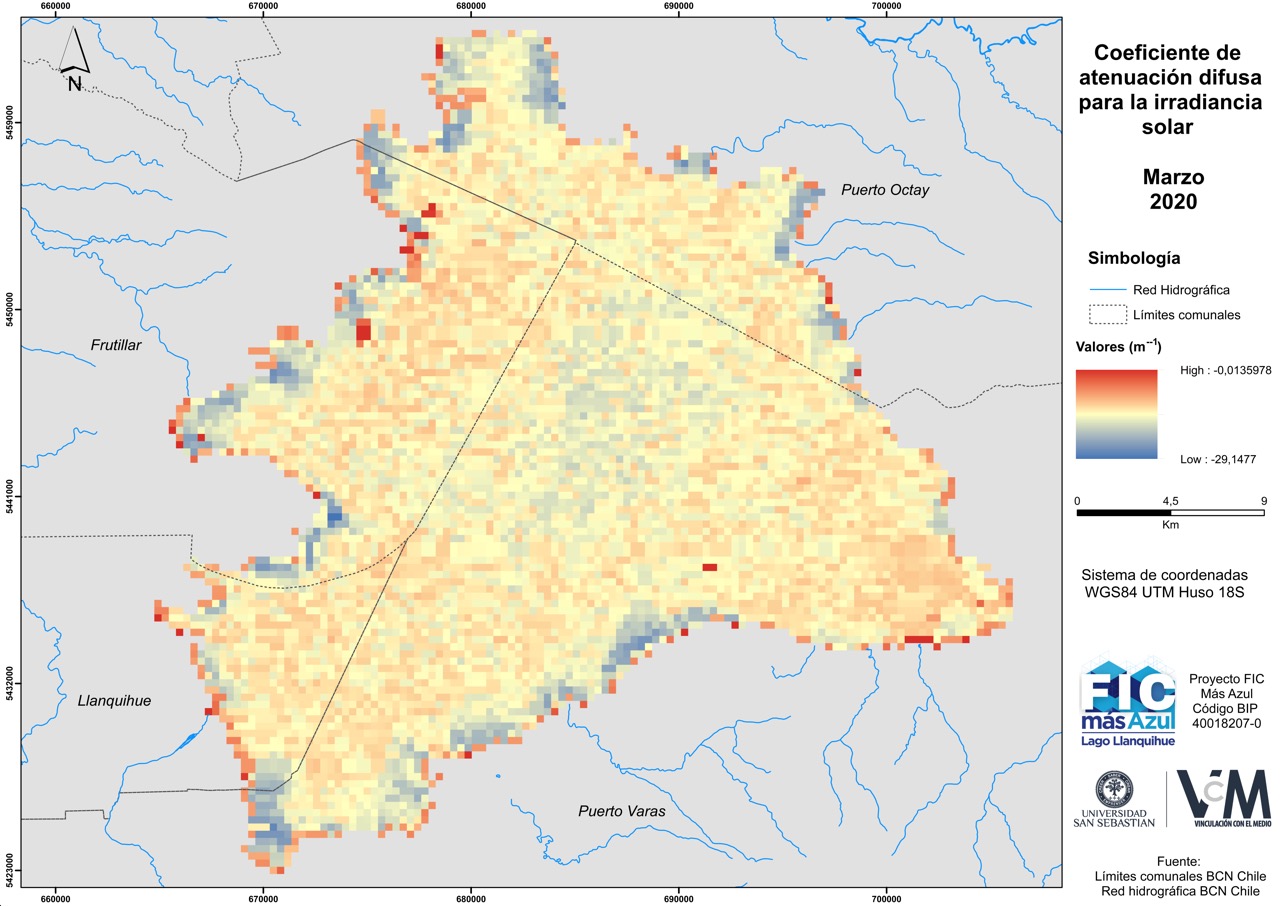 660000
670000
680000
690000
700000
Coeficiente de
atenuación difusa
para la irradiancia
solar
Marzo
2020
Simbología
Red Hidrográfica
Límites comunales
Valores (m⁻¹)
High : -0,0135978
Low : -29,1477
0
4,5
9
Km
Sistema de coordenadas
WGS84 UTM Huso 18S
FIC
más Azul
Lago Llanquihue
Proyecto FIC
Más Azul
Código BIP
40018207-0
UNIVERSIDAD
SAN SEBASTIAN
VcM
VINCULACIÓN CON EL MEDIO
Fuente:
Límites comunales BCN Chile
Red hidrográfica BCN Chile
N
5459000
5450000
5441000
5432000
5423000
Puerto Octay
Frutillar
Llanquihue
Puerto Varas
660000
670000
680000
690000
700000